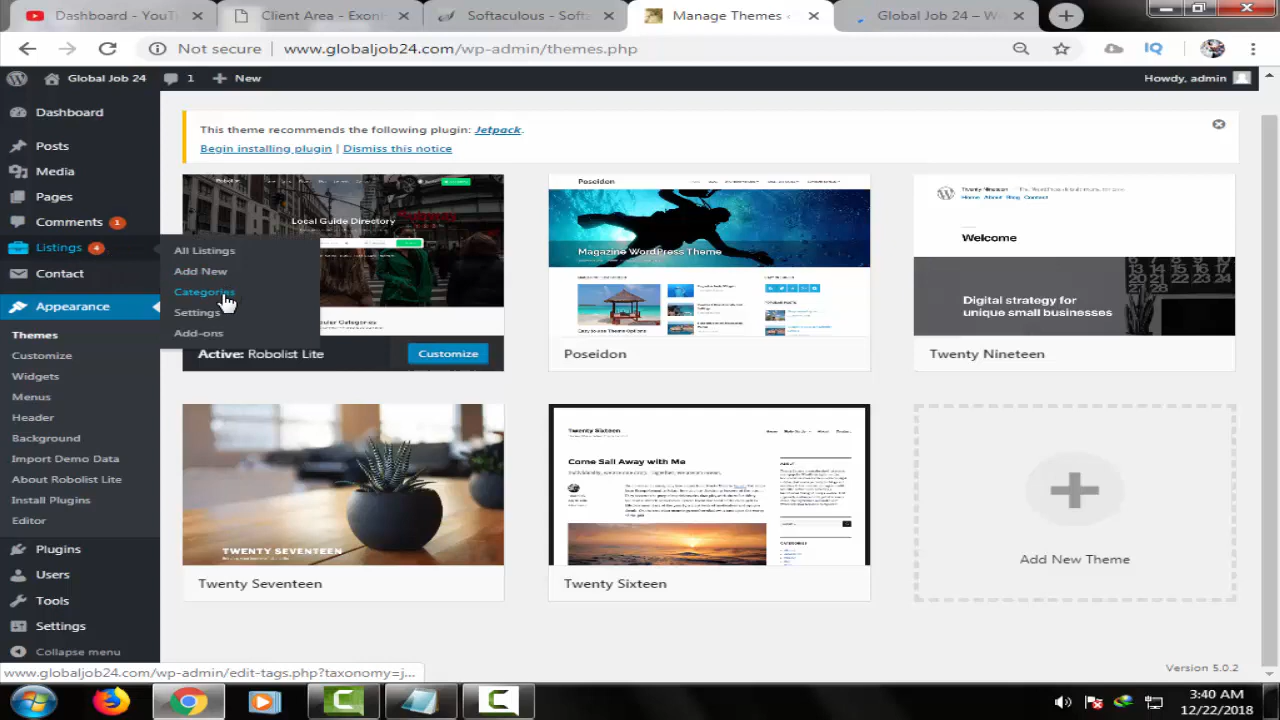 Dashboard - YouT
Client Area - Exon
Softaculous - Softa
Manage Themes
Global Job 24 – W
Not secure
www.globaljob24.com/wp-admin/themes.php
IQ
Global Job 24
1
New
Howdy, admin
Dashboard
Posts
Media
Pages
Comments 1
Listings 4
Contact
Appearance
Themes
Customize
Widgets
Menus
Header
Background
Import Demo Data
About Robolist
Install Plugins
Editor
Plugins
Users
Tools
Settings
Collapse menu
All Listings
Add New
Categories
Settings
Add-ons
This theme recommends the following plugin: Jetpack.
Begin installing plugin | Dismiss this notice
Local Guide Directory
Active: Robolist Lite
Customize
Poseidon
Magazine WordPress Theme
Poseidon
Twenty Nineteen
Home About Blog Contact
Welcome
Digital strategy for
unique small businesses
Twenty Nineteen
TWENTY SEVENTEEN
Twenty Seventeen
Twenty Sixteen
Come Sail Away with Me
Twenty Sixteen
Add New Theme
Version 5.0.2
www.globaljob24.com/wp-admin/edit-tags.php?taxonomy=j...
3:40 AM
12/22/2018